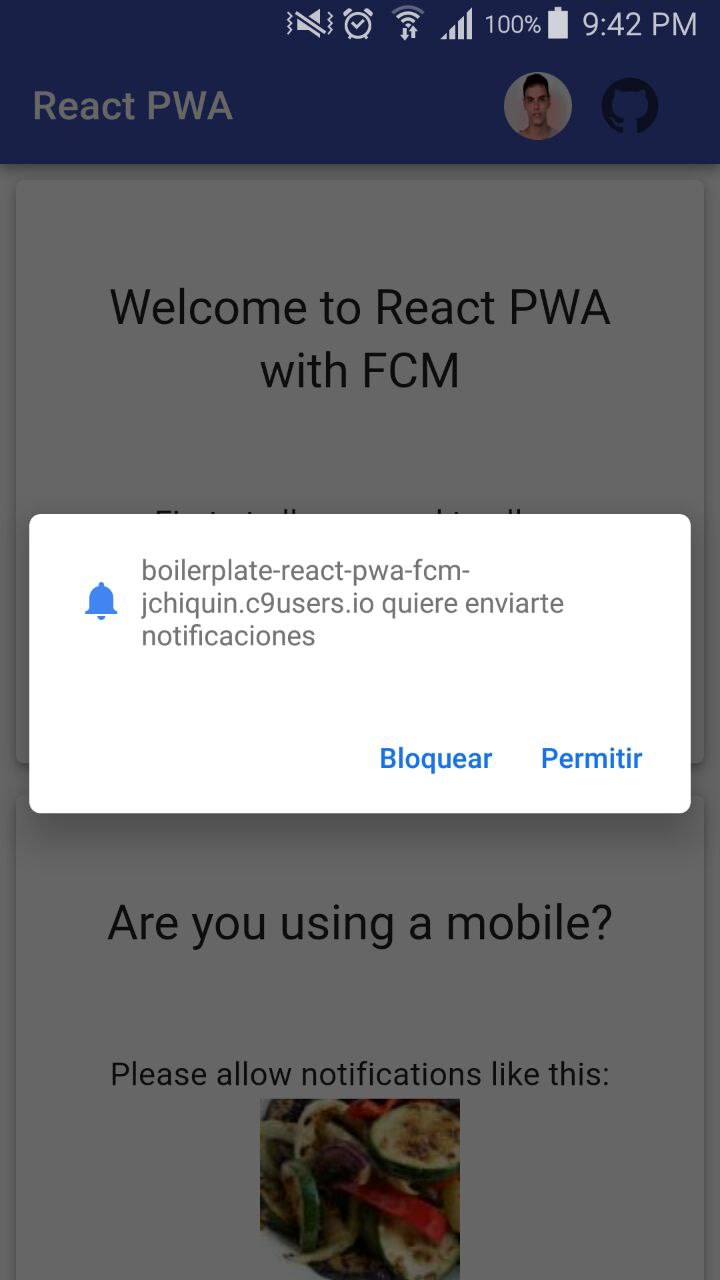 100% 9:42 PM
React PWA
Welcome to React PWA
with FCM
boilerplate-react-pwa-fcm-
jchiquin.c9users.io quiere enviarte
notificaciones
Bloquear Permitir
Are you using a mobile?
Please allow notifications like this: